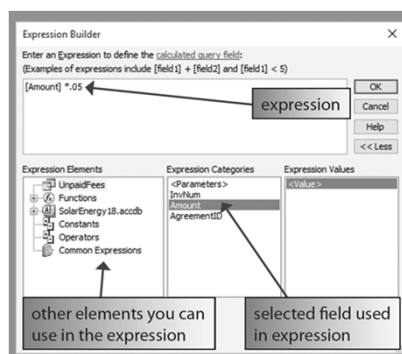 Expression Builder
Enter an Expression to define the calculated query field:
(Examples of expressions include [field1] + [field2] and [field1] < 5)
[Amount] *.05
expression
OK
Cancel
Help
<< Less
Expression Elements
UnpaidFees
Functions
SolarEnergy18.accdb
Constants
Operators
Common Expressions
Expression Categories
<Parameters>
InvNum
Amount
AgreementID
Expression Values
<Value>
other elements you can
use in the expression
selected field used
in expression